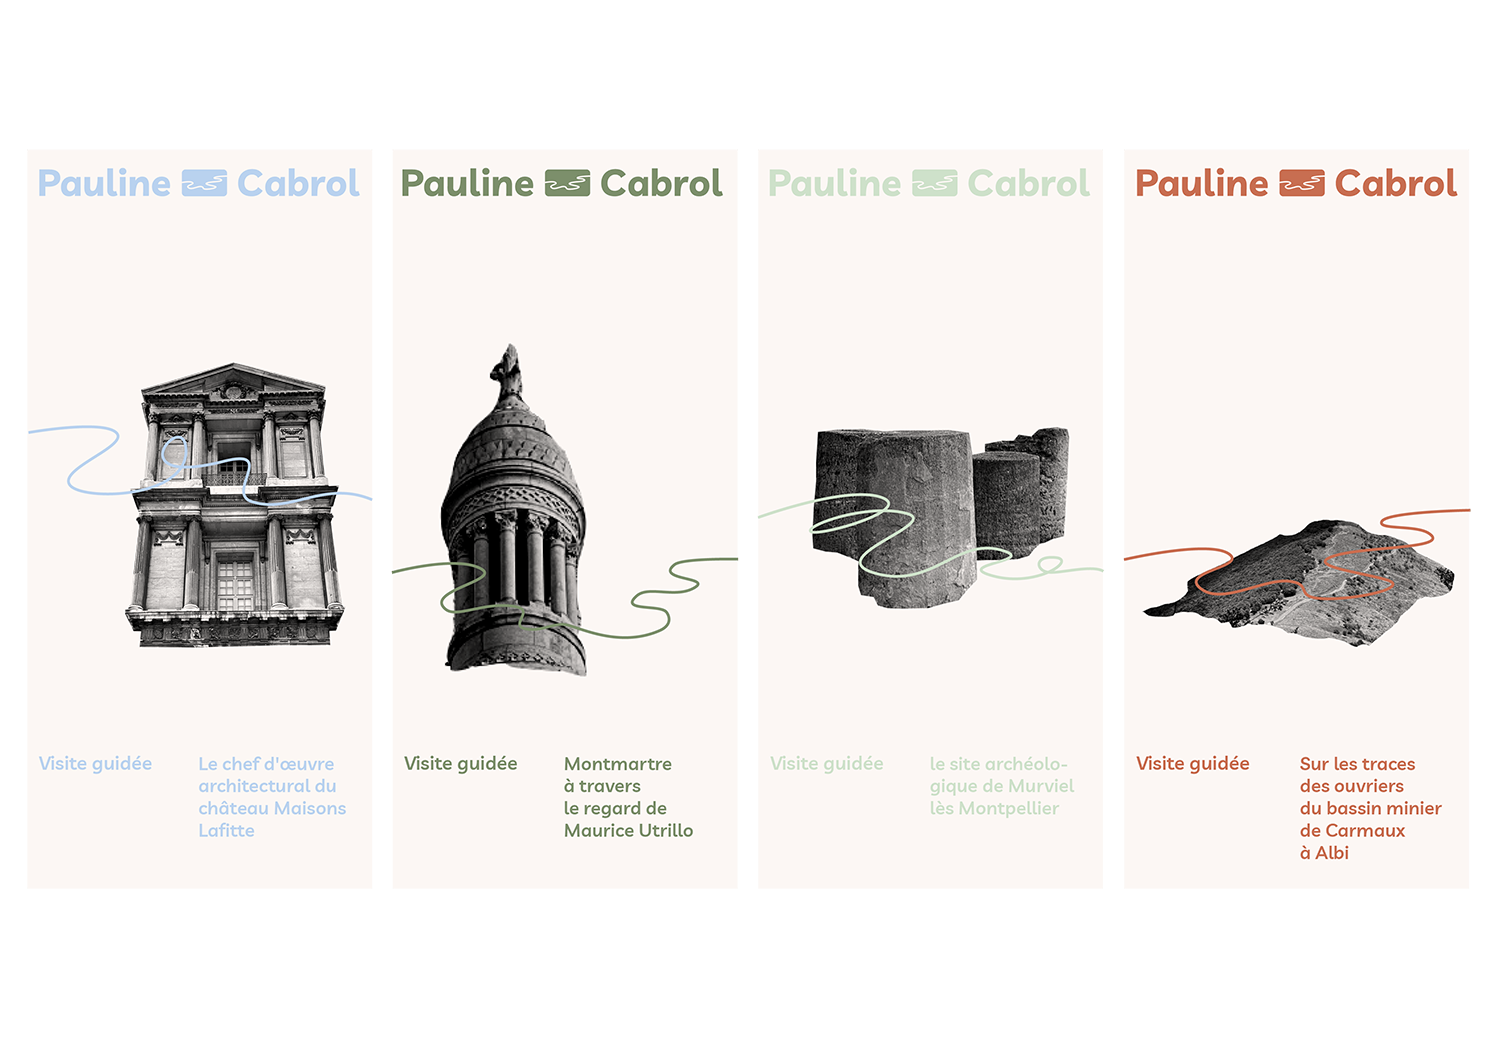 Pauline Cabrol
Visite guidée
Le chef d'œuvre
architectural du
château Maisons
Lafitte
Pauline Cabrol
Visite guidée
Montmartre
à travers
le regard de
Maurice Utrillo
Pauline Cabrol
Visite guidée
le site archéolo-
gique de Murviel
lès Montpellier
Pauline Cabrol
Visite guidée
Sur les traces
des ouvriers
du bassin minier
de Carmaux
à Albi